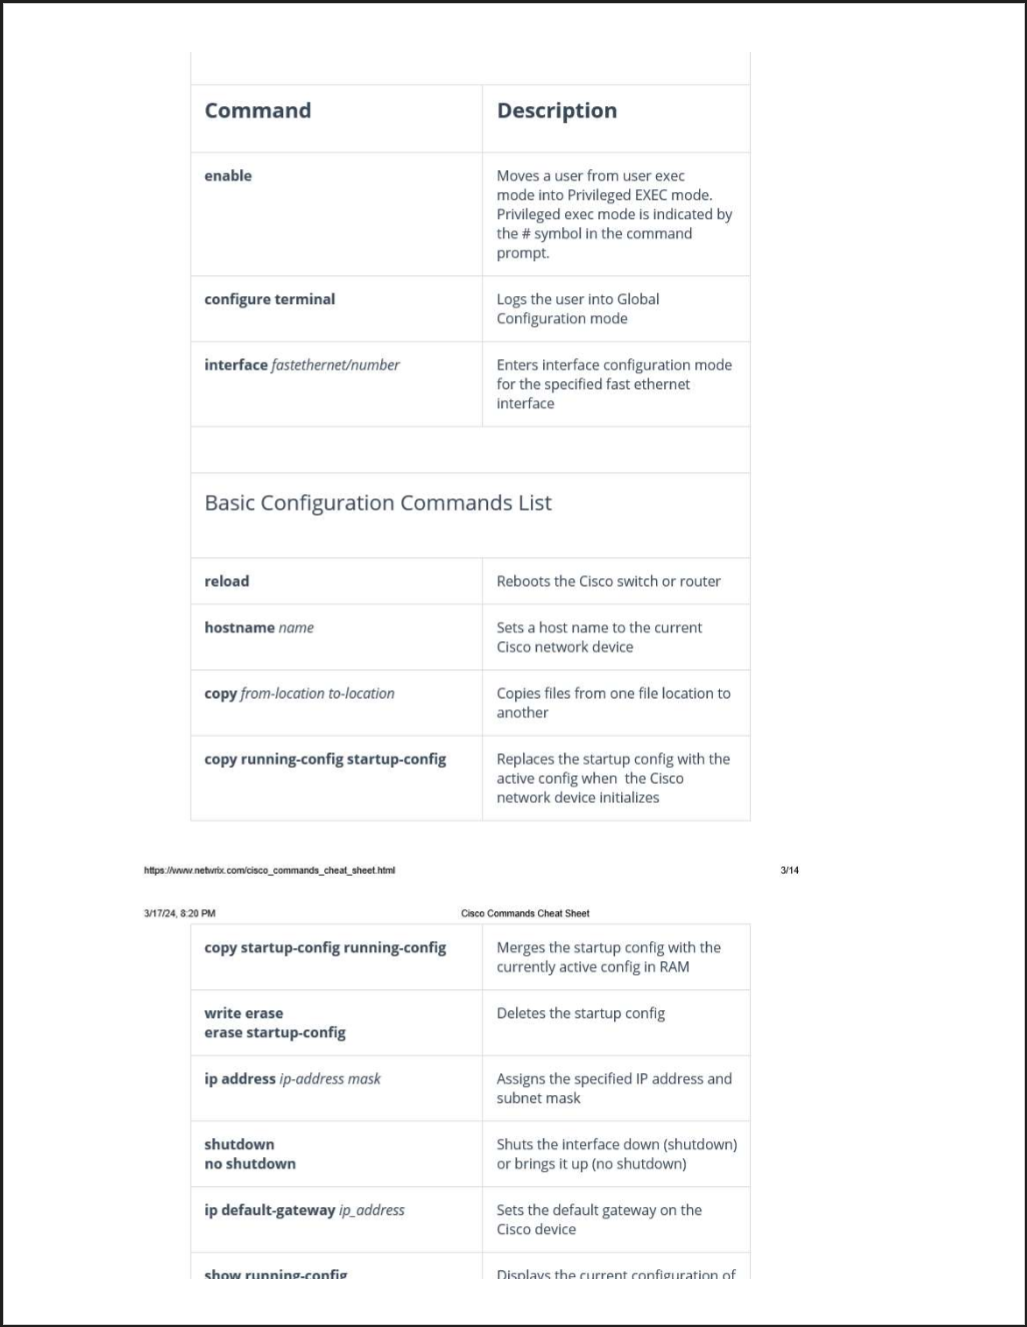 Command
Description
enable
Moves a user from user exec
mode into Privileged EXEC mode.
Privileged exec mode is indicated by
the # symbol in the command
prompt.
configure terminal
Logs the user into Global
Configuration mode
interface fastethernet/number
Enters interface configuration mode
for the specified fast ethernet
interface
Basic Configuration Commands List
reload
Reboots the Cisco switch or router
hostname name
Sets a host name to the current
Cisco network device
copy from-location to-location
Copies files from one file location to
another
copy running-config startup-config
Replaces the startup config with the
active config when  the Cisco
network device initializes
https://www.netwrix.com/cisco_commands_cheat_sheet.html
3/14
3/17/24, 8:20 PM
Cisco Commands Cheat Sheet
copy startup-config running-config
Merges the startup config with the
currently active config in RAM
write erase
erase startup-config
Deletes the startup config
ip address ip-address mask
Assigns the specified IP address and
subnet mask
shutdown
no shutdown
Shuts the interface down (shutdown)
or brings it up (no shutdown)
ip default-gateway ip_address
Sets the default gateway on the
Cisco device
show running-config
Displays the current configuration of